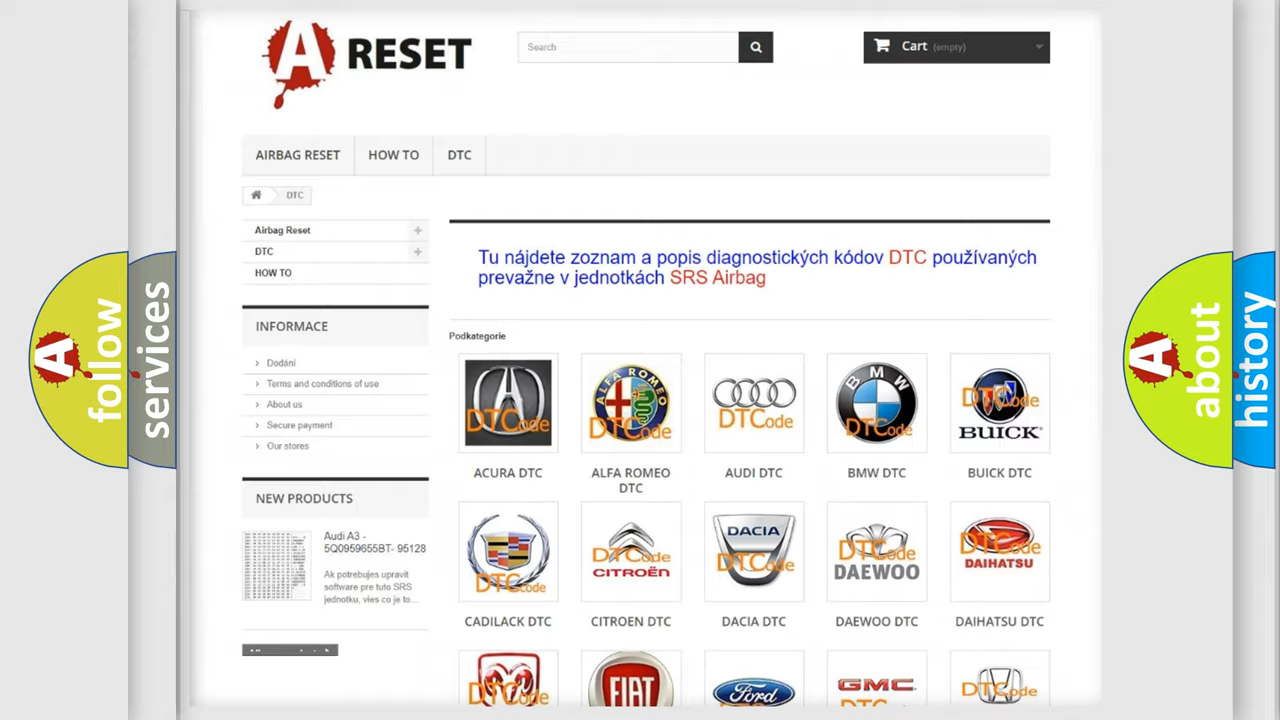 A RESET
Search
Cart (empty)
AIRBAG RESET HOW TO DTC
DTC
Airbag Reset
DTC
HOW TO
INFORMACE
Dodání
Terms and conditions of use
About us
Secure payment
Our stores
NEW PRODUCTS
Audi A3 -
5Q0959655BT- 95128
Ak potrebujes upravit
software pre tuto SRS
jednotku, vies co je to...
Tu nájdete zoznam a popis diagnostických kódov DTC používaných
prevažne v jednotkách SRS Airbag
Podkategorie
DTCode
ALFA ROMEO
DTCode
DTCode
BMW
DTCode
DTCode
BUICK
ACURA DTC
ALFA ROMEO
DTC
AUDI DTC
BMW DTC
BUICK DTC
DTCode
DTCode
CITROËN
DACIA
DTCode
DTCode
DAEWOO
DTCode
DAIHATSU
CADILACK DTC
CITROEN DTC
DACIA DTC
DAEWOO DTC
DAIHATSU DTC
DTCode
FIAT
Ford
GMC
DTCode
A follow
services
A about
history